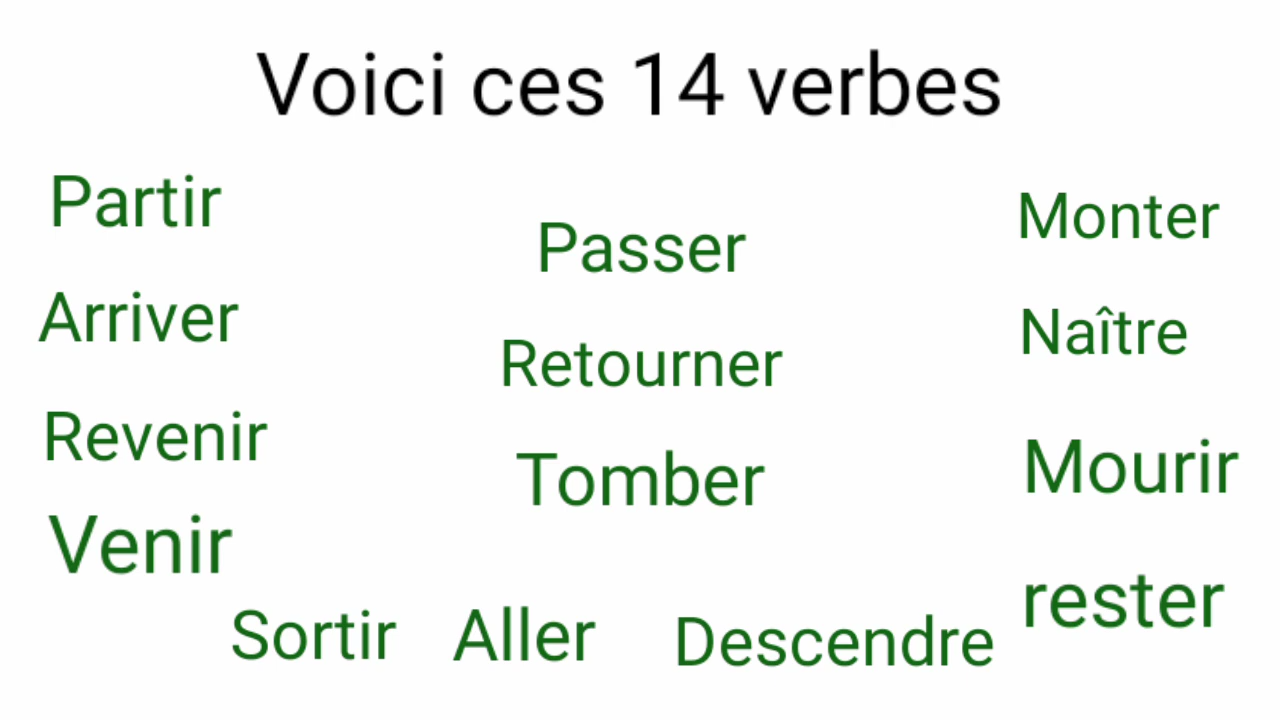 Voici ces 14 verbes
Partir
Arriver
Revenir
Venir
Sortir
Passer
Retourner
Tomber
Aller
Descendre
Monter
Naître
Mourir
rester